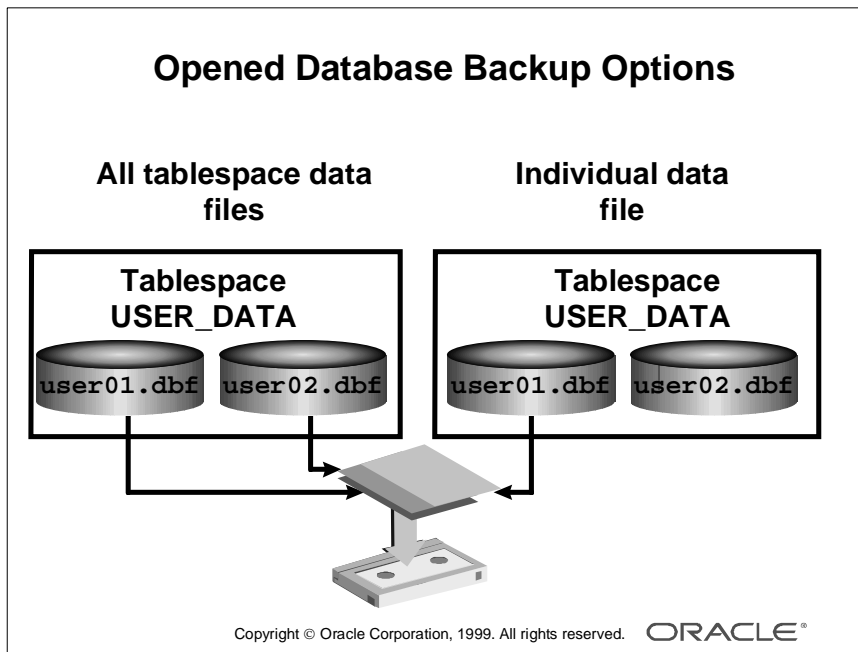 Opened Database Backup Options
All tablespace data
files
Tablespace
USER_DATA
user01.dbf
user02.dbf
Individual data
file
Tablespace
USER_DATA
user01.dbf
user02.dbf
Copyright © Oracle Corporation, 1999. All rights reserved.
ORACLE®